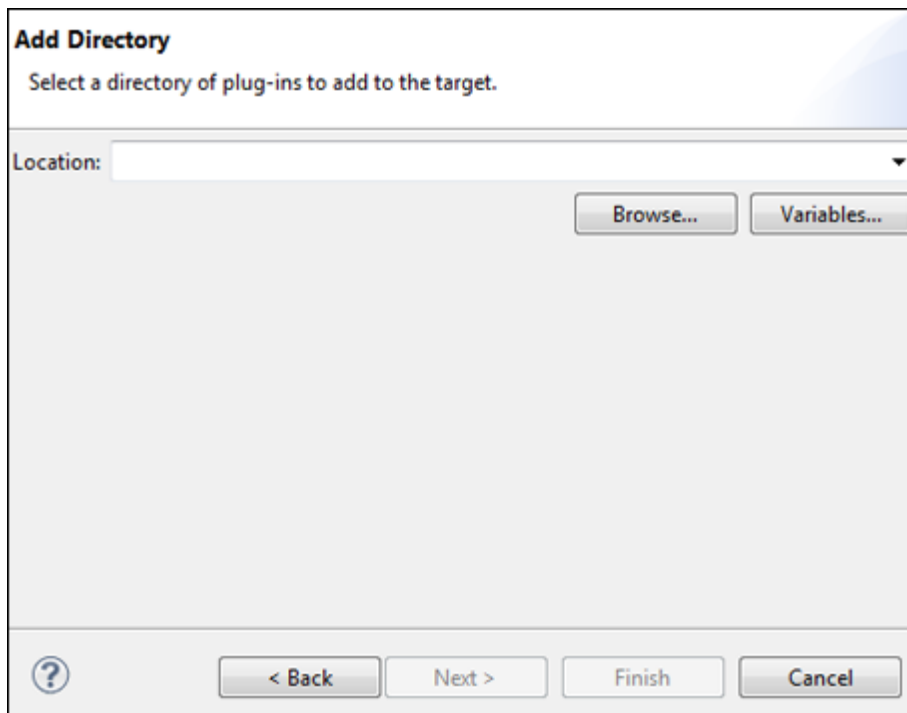 Add Directory
Select a directory of plug-ins to add to the target.
Location:
Browse... Variables...
? < Back Next > Finish Cancel